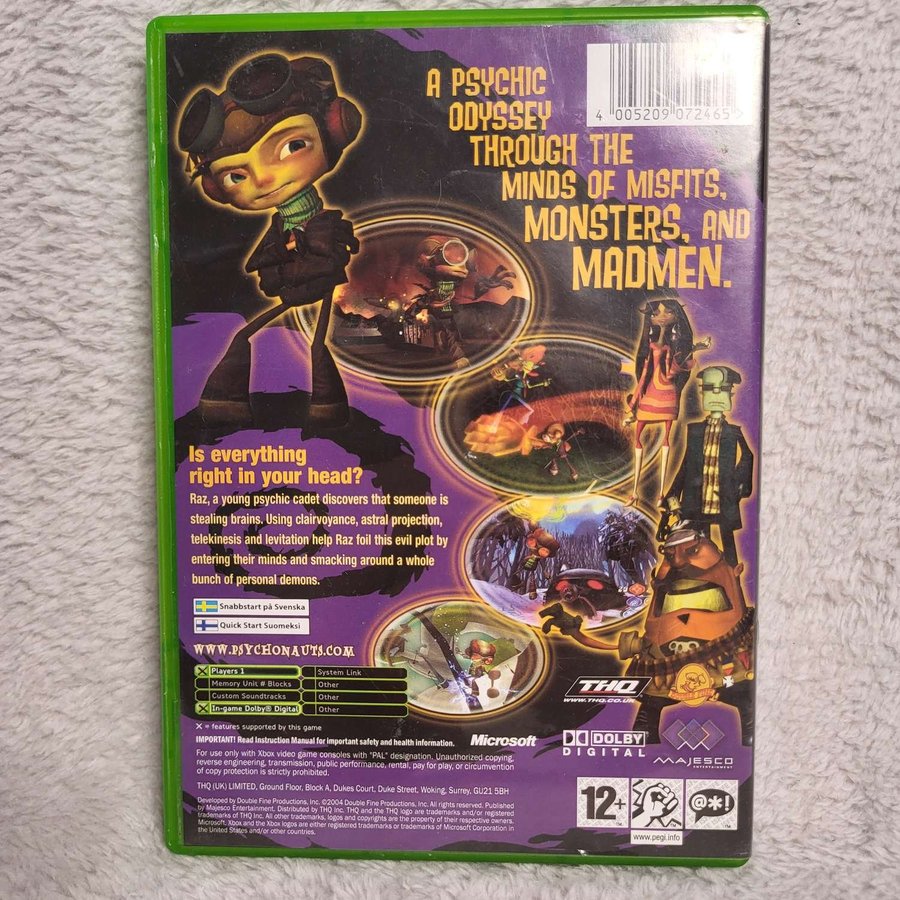 A PSYCHIC
ODYSSEY
THROUGH THE
MINDS OF MISFITS,
MONSTERS, AND
MADMEN.
4 005209 072465 >
Is everything
right in your head?
Raz, a young psychic cadet discovers that someone is
stealing brains. Using clairvoyance, astral projection,
telekinesis and levitation help Raz foil this evil plot by
entering their minds and smacking around a whole
bunch of personal demons.
Snabbstart på Svenska
Quick Start Suomeksi
WWW.PSYCHONAUTS.COM
X Players 1
System Link
Memory Unit # Blocks
Other
Custom Soundtracks
Other
X In-game Dolby® Digital
Other
X = features supported by this game
IMPORTANT! Read Instruction Manual for important safety and health information.
For use only with Xbox video game consoles with "PAL" designation. Unauthorized copying,
reverse engineering, transmission, public performance, rental, pay for play, or circumvention
of copy protection is strictly prohibited.
THQ (UK) LIMITED, Ground Floor, Block A, Dukes Court, Duke Street, Woking, Surrey, GU21 5BH
Developed by Double Fine Productions, Inc. ©2004 Double Fine Productions, Inc. All rights reserved. Published
by Majesco Entertainment. Distributed by THQ Inc. THQ and the THQ logo are trademarks and/or registered
trademarks of THQ Inc. All other trademarks, logos and copyrights are the property of their respective owners.
Microsoft, Xbox and the Xbox logos are either registered trademarks or trademarks of Microsoft Corporation in
the United States and/or other countries.
THQ
WWW.THQ.CO.UK
Microsoft
DOLBY
DIGITAL
MAJESCO
ENTERTAINMENT
12+
www.pegi.info
@*!